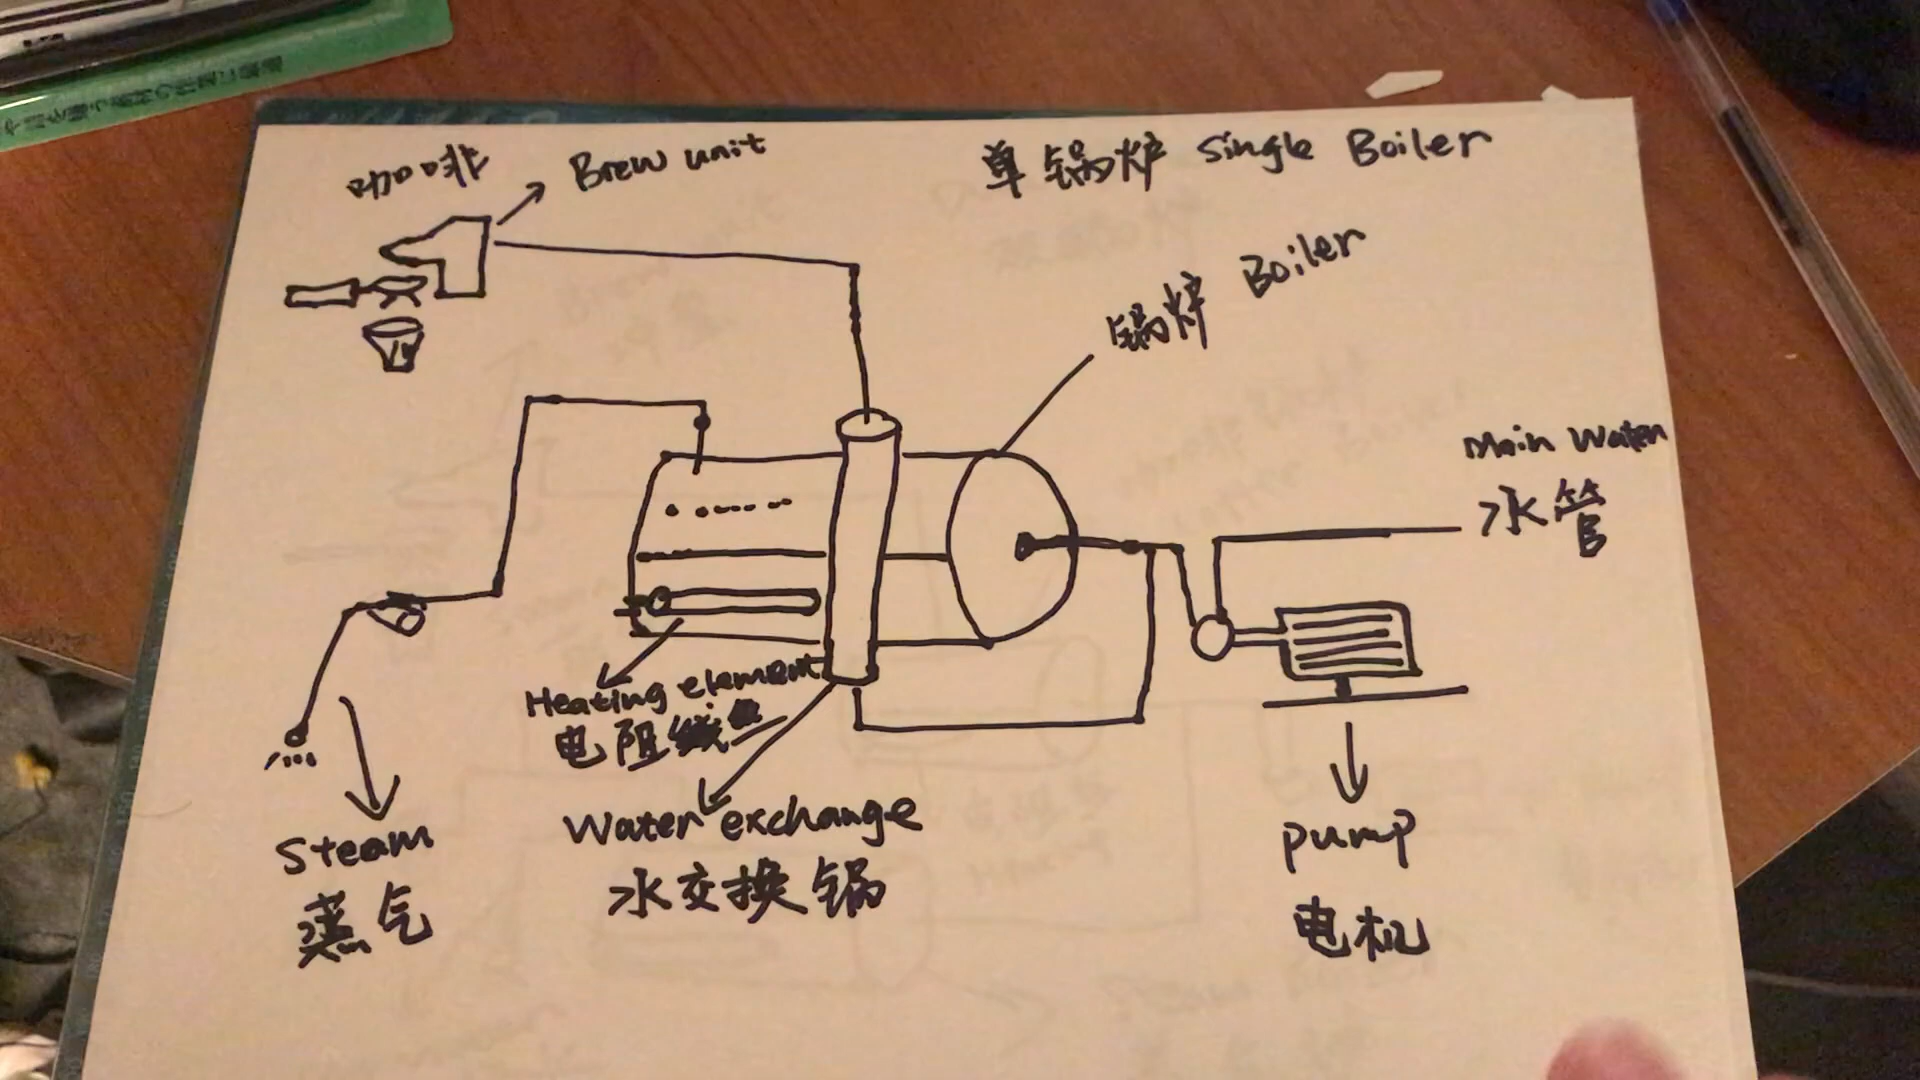 咖啡
Brew unit
单锅炉 Single Boiler
锅炉 Boiler
Main Water
水管
Heating element
电阻线
Water exchange
水交换锅
Steam
蒸气
pump
电机